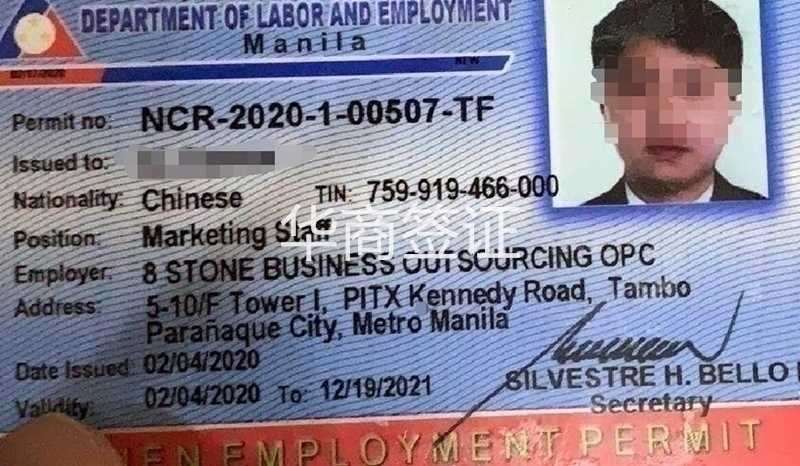 DEPARTMENT OF LABOR AND EMPLOYMENT
Manila
NEW
Permit no: NCR-2020-1-00507-TF
Issued to:
Nationality: Chinese TIN: 759-919-466-000
Position: Marketing Staff
华商签证
Employer: 8 STONE BUSINESS OUTSOURCING OPC
Address: 5-10/F Tower I, PITX Kennedy Road, Tambo
Parañaque City, Metro Manila
Date Issued: 02/04/2020
Validity: 02/04/2020 To: 12/19/2021
SILVESTRE H. BELLO
Secretary
EMPLOYMENT PERMIT